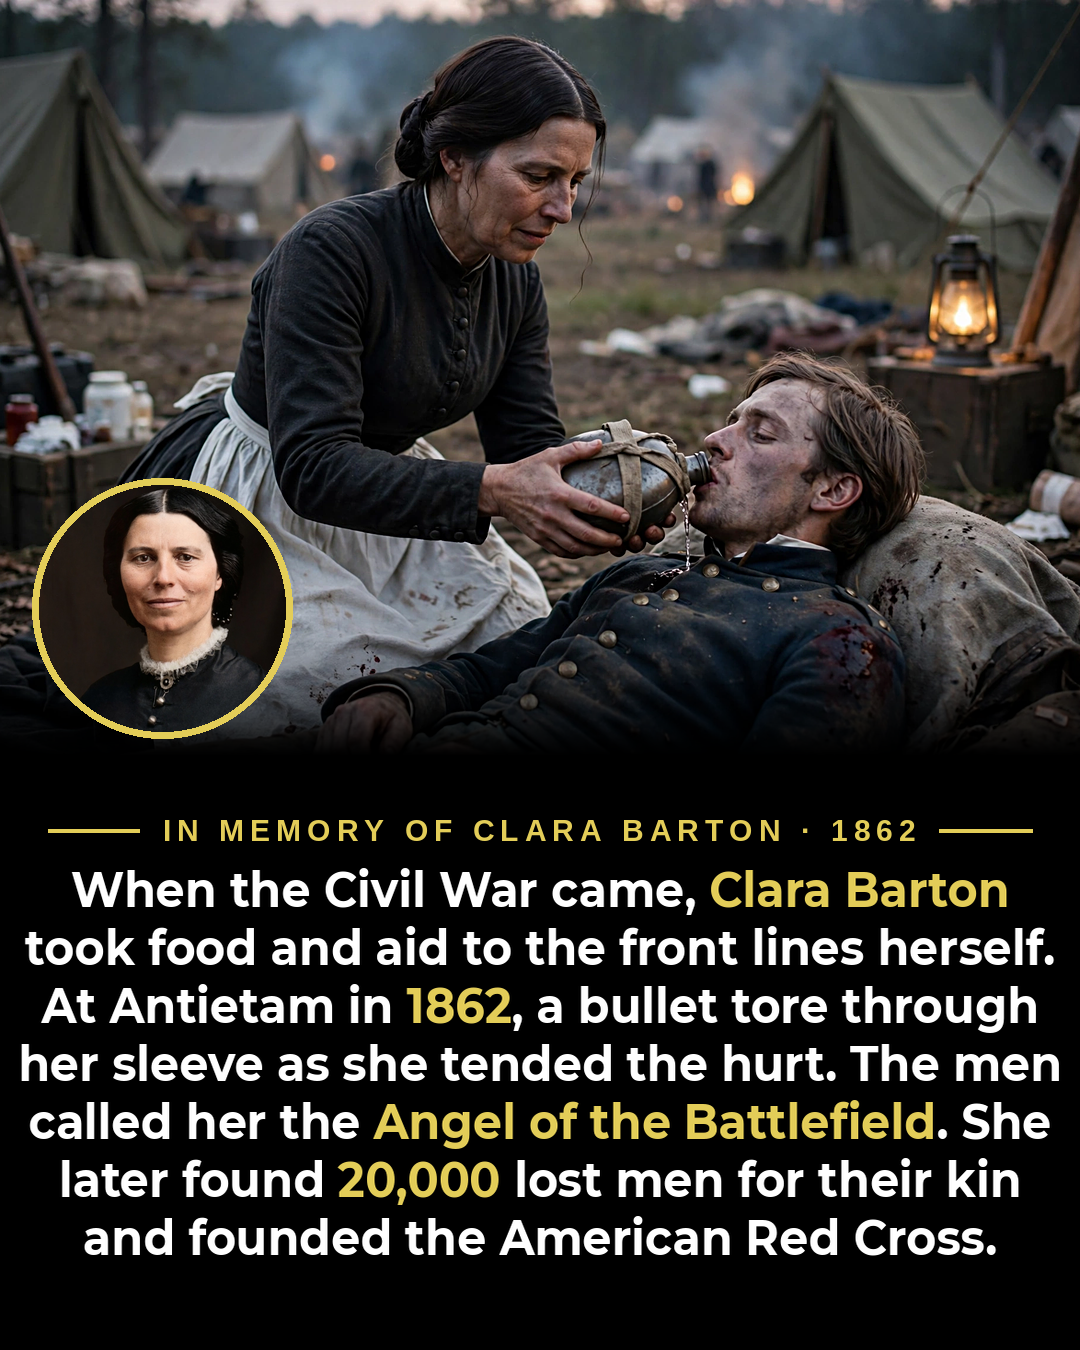 IN MEMORY OF CLARA BARTON · 1862
When the Civil War came, Clara Barton
took food and aid to the front lines herself.
At Antietam in 1862, a bullet tore through
her sleeve as she tended the hurt. The men
called her the Angel of the Battlefield. She
later found 20,000 lost men for their kin
and founded the American Red Cross.